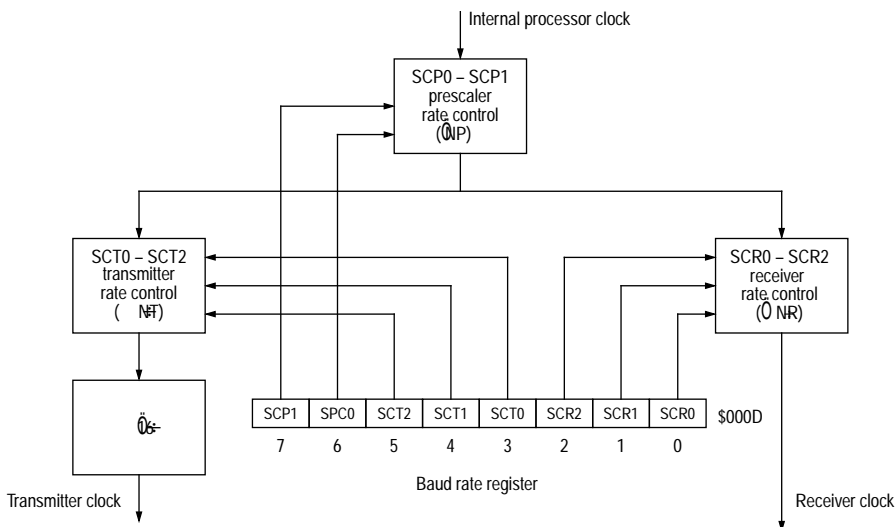 Internal processor clock
SCP0 – SCP1
prescaler
rate control
SCT0 – SCT2
transmitter
rate control
SCR0 – SCR2
receiver
rate control
SCP1 SPC0 SCT2 SCT1 SCT0 SCR2 SCR1 SCR0 $000D
7 6 5 4 3 2 1 0
Baud rate register
Transmitter clock
Receiver clock